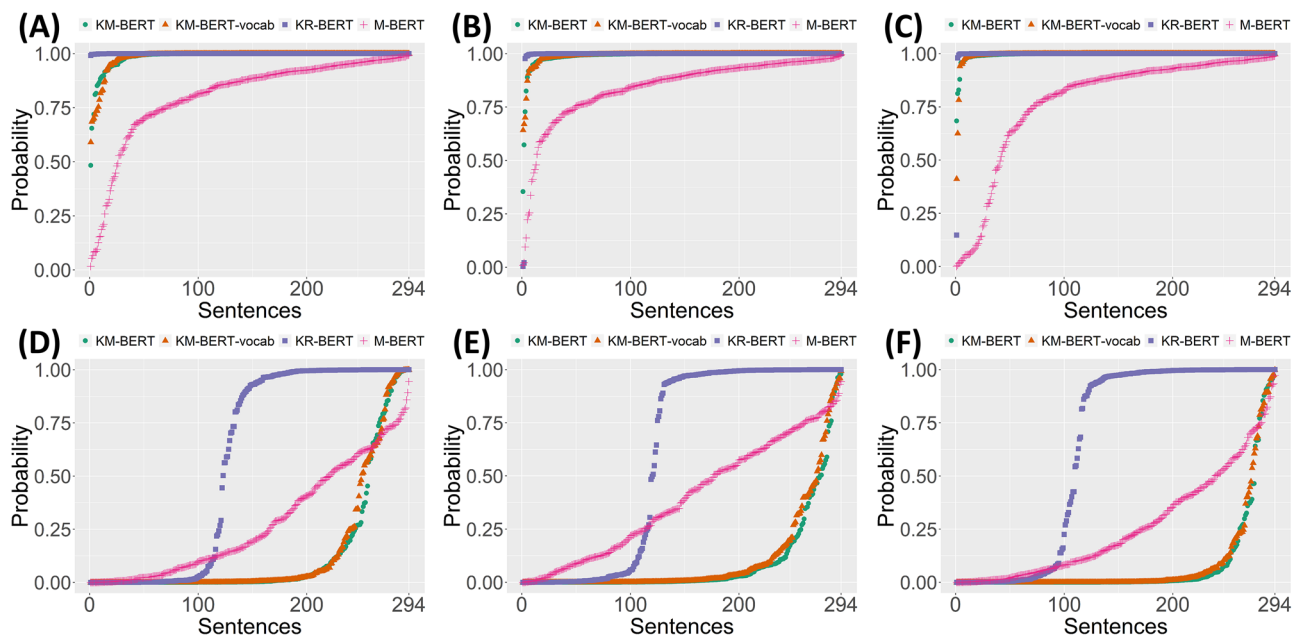 (A) KM-BERT KM-BERT-vocab KR-BERT M-BERT
1.00
0.75
0.50
0.25
0.00
Probability
0 100 200 294
Sentences
(B) KM-BERT KM-BERT-vocab KR-BERT M-BERT
1.00
0.75
0.50
0.25
0.00
Probability
0 100 200 294
Sentences
(C) KM-BERT KM-BERT-vocab KR-BERT M-BERT
1.00
0.75
0.50
0.25
0.00
Probability
0 100 200 294
Sentences
(D) KM-BERT KM-BERT-vocab KR-BERT M-BERT
1.00
0.75
0.50
0.25
0.00
Probability
0 100 200 294
Sentences
(E) KM-BERT KM-BERT-vocab KR-BERT M-BERT
1.00
0.75
0.50
0.25
0.00
Probability
0 100 200 294
Sentences
(F) KM-BERT KM-BERT-vocab KR-BERT M-BERT
1.00
0.75
0.50
0.25
0.00
Probability
0 100 200 294
Sentences